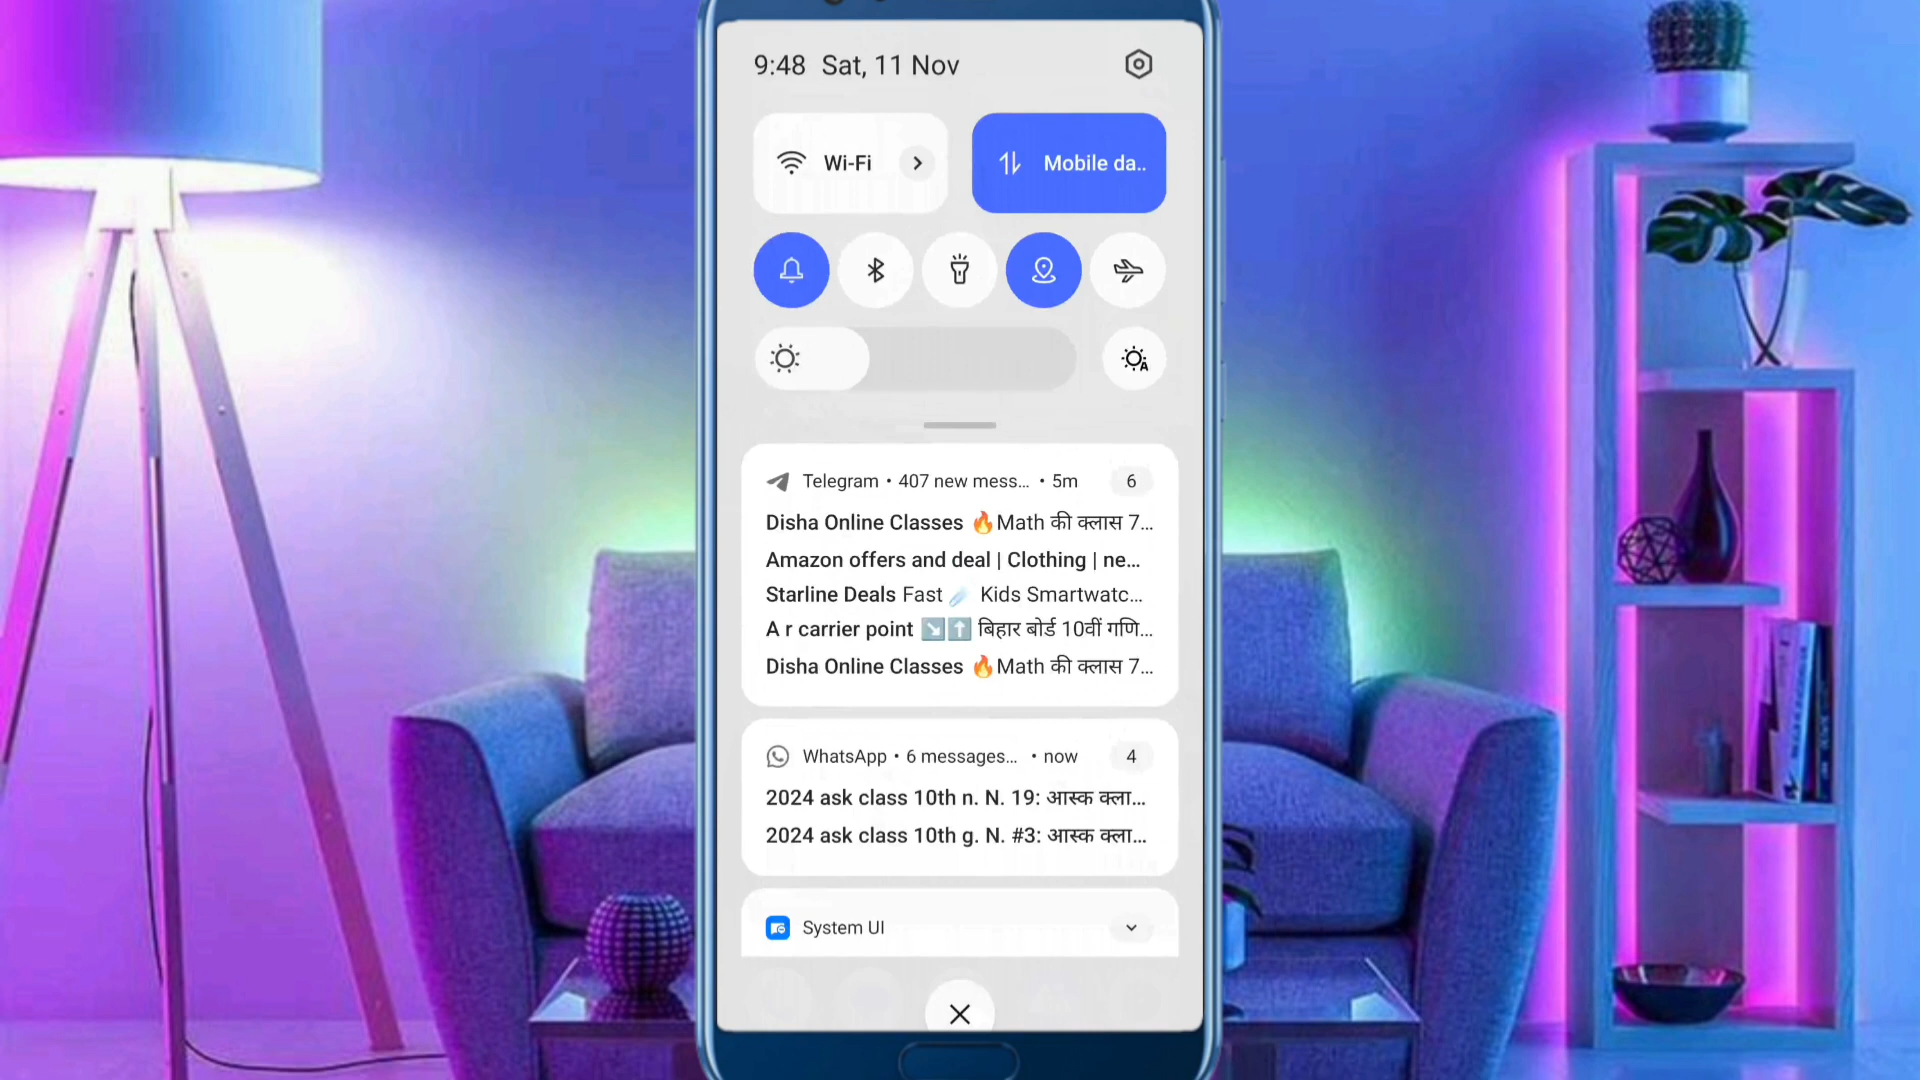 9:48 Sat, 11 Nov
Wi-Fi
Mobile da..
A
Telegram • 407 new mess... • 5m 6
Disha Online Classes 🔥Math की क्लास 7...
Amazon offers and deal | Clothing | ne...
Starline Deals Fast ☄️ Kids Smartwatc...
A r carrier point ↘️⬆️ बिहार बोर्ड 10वीं गणि...
Disha Online Classes 🔥Math की क्लास 7...
WhatsApp • 6 messages... • now 4
2024 ask class 10th n. N. 19: आस्क क्ला...
2024 ask class 10th g. N. #3: आस्क क्ला...
System UI